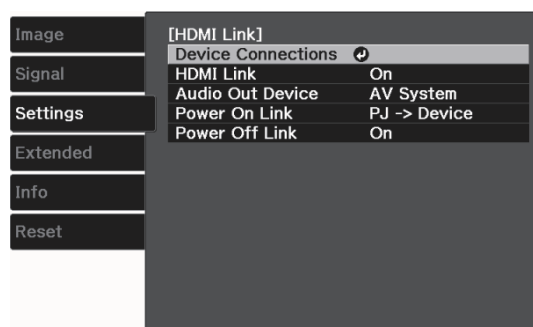 Image
Signal
Settings
Extended
Info
Reset
[HDMI Link]
Device Connections
HDMI Link On
Audio Out Device AV System
Power On Link PJ -> Device
Power Off Link On